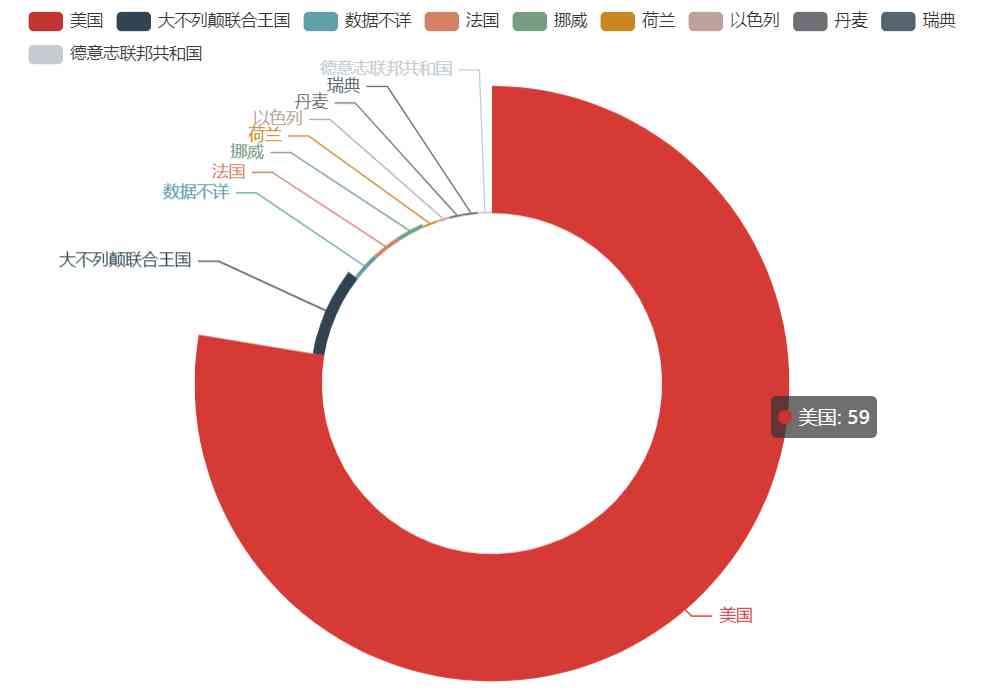 美国 大不列颠联合王国 数据不详 法国 挪威 荷兰 以色列 丹麦 瑞典
德意志联邦共和国
德意志联邦共和国
瑞典
丹麦
以色列
荷兰
挪威
法国
数据不详
大不列颠联合王国
美国: 59
美国